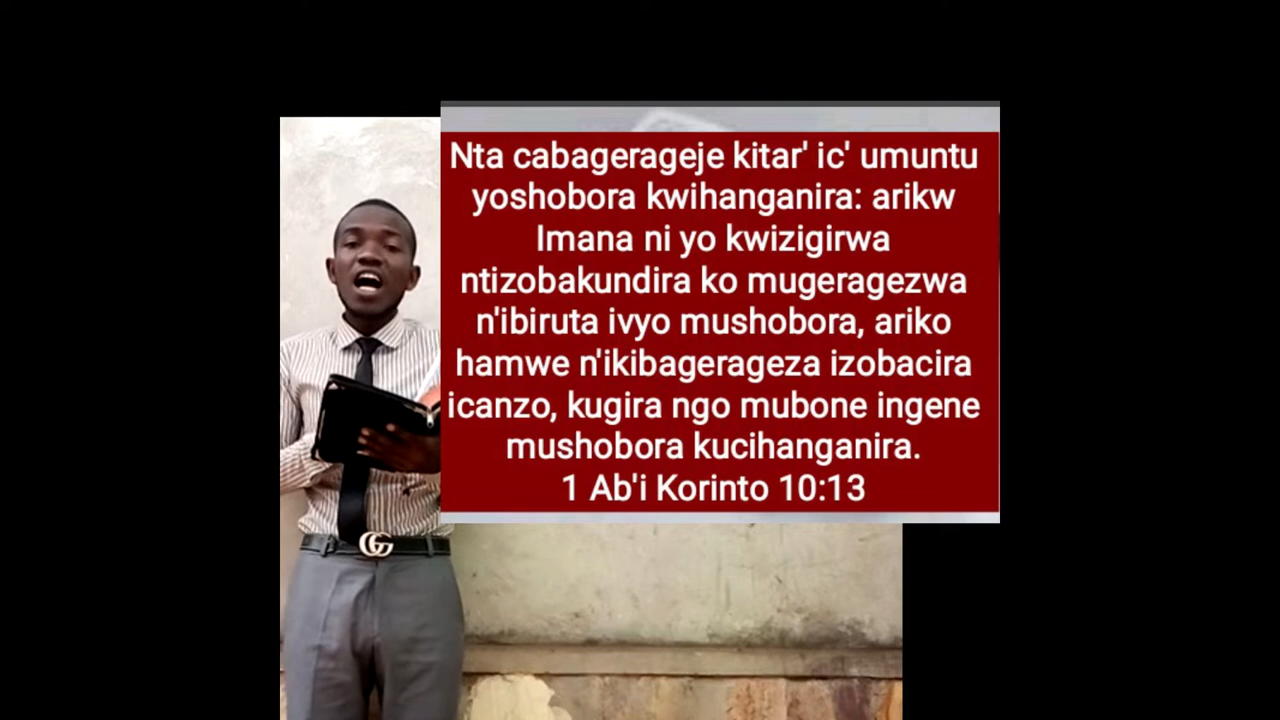 Nta cabagerageje kitar' ic' umuntu
yoshobora kwihanganira: arikw
Imana ni yo kwizigirwa
ntizobakundira ko mugeragezwa
n'ibiruta ivyo mushobora, ariko
hamwe n'ikibagerageza izobacira
icanzo, kugira ngo mubone ingene
mushobora kucihanganira.
1 Ab'i Korinto 10:13